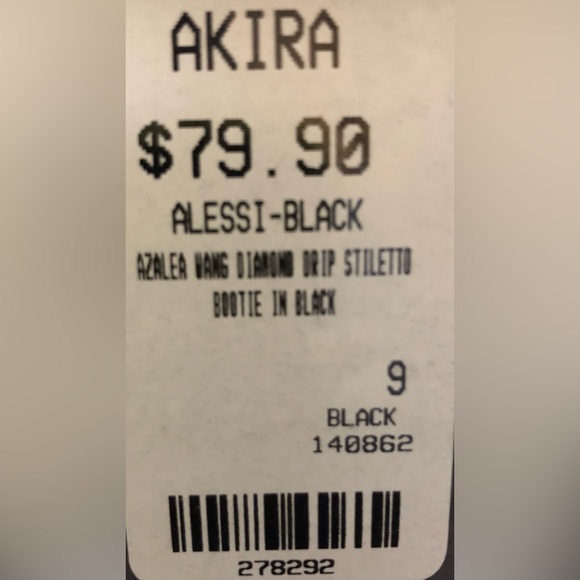 AKIRA
$79.90
ALESSI-BLACK
AZALEA WANG DIAMOND DRIP STILETTO
BOOTIE IN BLACK
9
BLACK
140862
278292